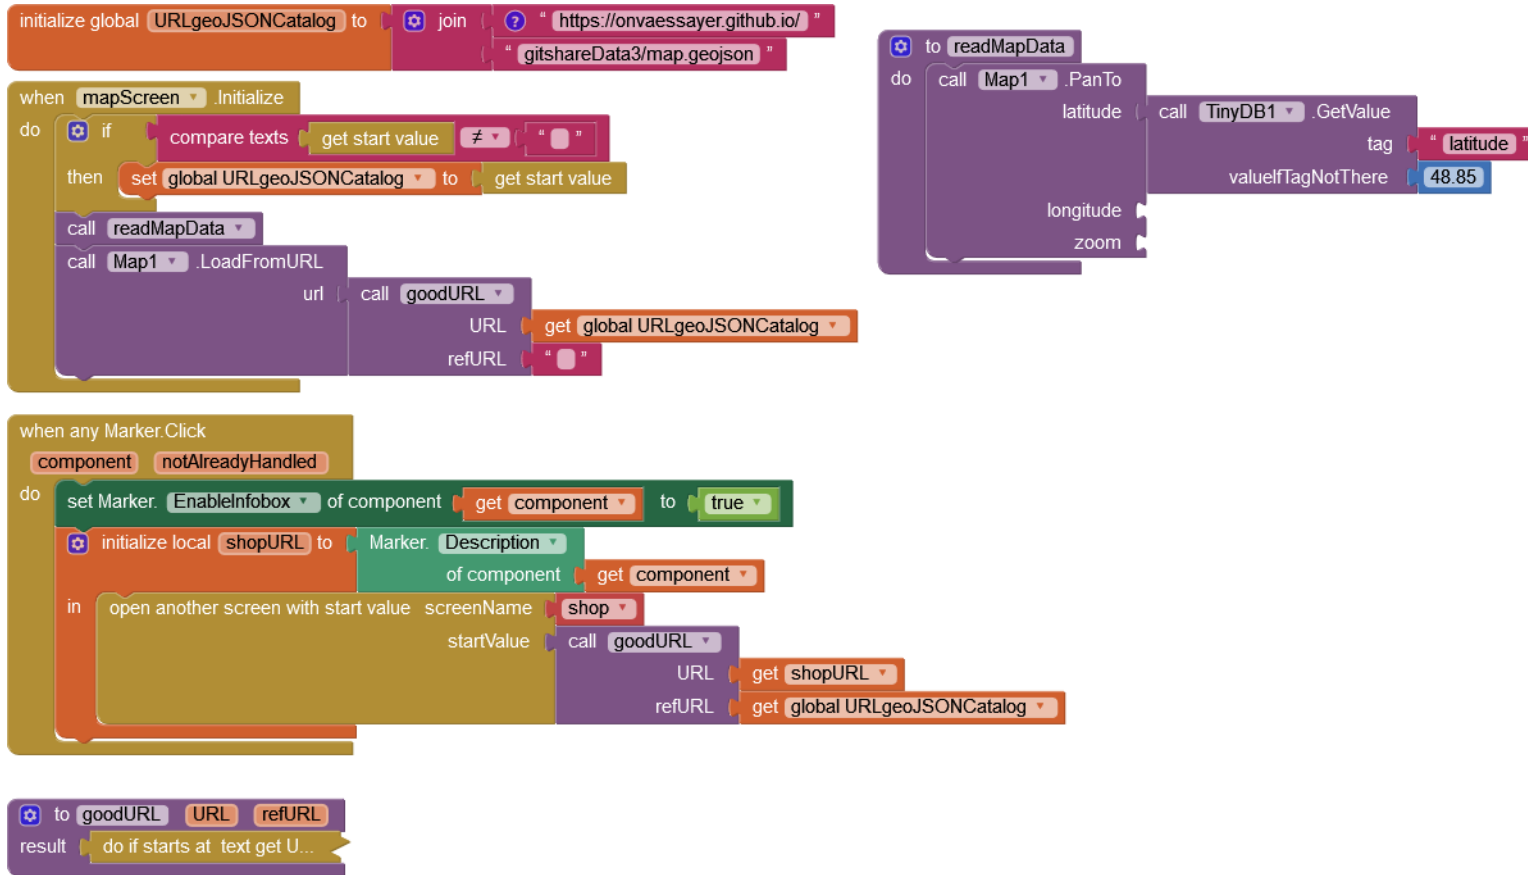 initialize global URLgeoJSONCatalog to join ? " https://onvaessayer.github.io/ "
" gitshareData3/map.geojson "
when mapScreen .Initialize
do if compare texts get start value ≠ " "
then set global URLgeoJSONCatalog to get start value
call readMapData
call Map1 .LoadFromURL
url call goodURL
URL get global URLgeoJSONCatalog
refURL " "
to readMapData
do call Map1 .PanTo
latitude call TinyDB1 .GetValue
tag " latitude "
valueIfTagNotThere 48.85
longitude
zoom
when any Marker.Click
component notAlreadyHandled
do set Marker. EnableInfobox of component get component to true
initialize local shopURL to Marker. Description
of component get component
in open another screen with start value screenName shop
startValue call goodURL
URL get shopURL
refURL get global URLgeoJSONCatalog
to goodURL URL refURL
result do if starts at text get U...